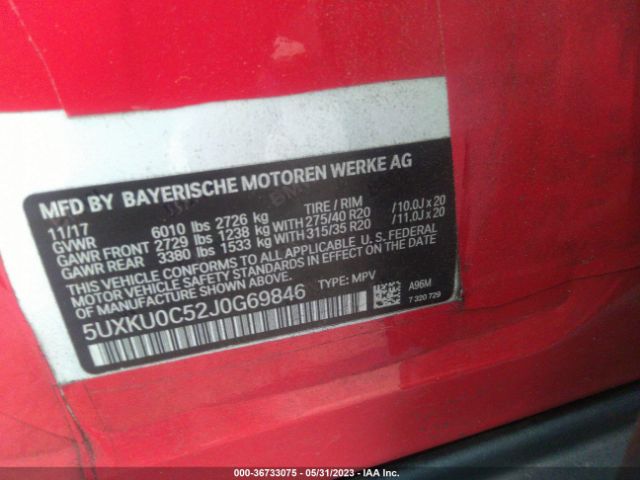 MFD BY BAYERISCHE MOTOREN WERKE AG
11/17 6010 lbs 2726 kg TIRE / RIM
GVWR
GAWR FRONT 2729 lbs 1238 kg WITH 275/40 R20 /10.0J x 20
GAWR REAR 3380 lbs 1533 kg WITH 315/35 R20 /11.0J x 20
THIS VEHICLE CONFORMS TO ALL APPLICABLE U.S. FEDERAL
MOTOR VEHICLE SAFETY STANDARDS IN EFFECT ON THE DATE OF
MANUFACTURE SHOWN ABOVE.
5UXKU0C52J0G69846 TYPE: MPV A96M
7 320 729
000-36733075 - 05/31/2023 - IAA Inc.